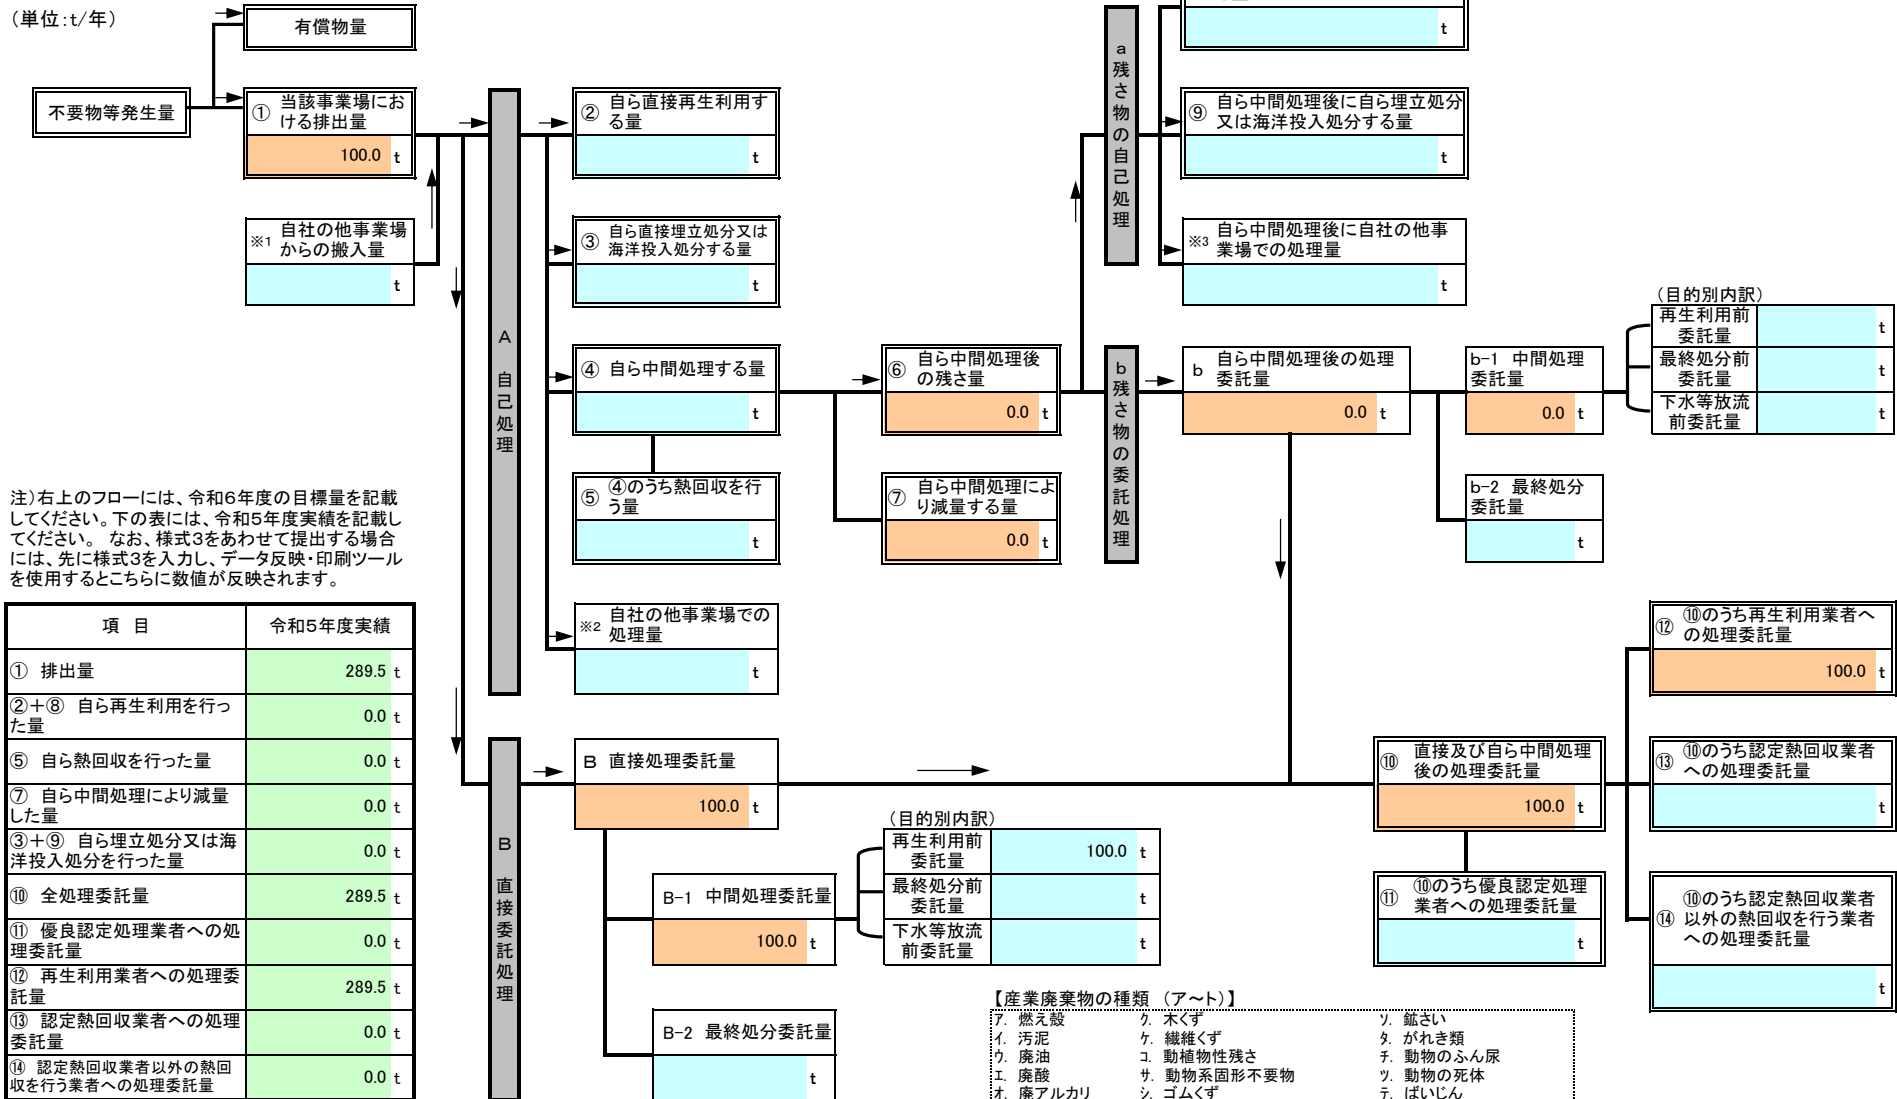 (単位:t/年)
有償物量
不要物等発生量
① 当該事業場にお
ける排出量
100.0 t
※1 自社の他事業場
からの搬入量
t
A 自己処理
② 自ら直接再生利用す
る量
t
③ 自ら直接埋立処分又は
海洋投入処分する量
t
④ 自ら中間処理する量
t
⑤ ④のうち熱回収を行
う量
t
※2 自社の他事業場での
処理量
t
⑥ 自ら中間処理後
の残さ量
0.0 t
⑦ 自ら中間処理によ
り減量する量
0.0 t
a 残さ物の自己処理
t
⑨ 自ら中間処理後に自ら埋立処分
又は海洋投入処分する量
t
※3 自ら中間処理後に自社の他事
業場での処理量
t
b 残さ物の委託処理
b 自ら中間処理後の処理
委託量
0.0 t
b-1 中間処理
委託量
0.0 t
(目的別内訳)
再生利用前
委託量
t
最終処分前
委託量
t
下水等放流
前委託量
t
b-2 最終処分
委託量
t
注)右上のフローには、令和6年度の目標量を記載
してください。下の表には、令和5年度実績を記載し
てください。 なお、様式3をあわせて提出する場合
には、先に様式3を入力し、データ反映・印刷ツール
を使用するとこちらに数値が反映されます。
項 目 令和5年度実績
① 排出量 289.5 t
②+⑧ 自ら再生利用を行っ
た量 0.0 t
⑤ 自ら熱回収を行った量 0.0 t
⑦ 自ら中間処理により減量
した量 0.0 t
③+⑨ 自ら埋立処分又は海
洋投入処分を行った量 0.0 t
⑩ 全処理委託量 289.5 t
⑪ 優良認定処理業者への処
理委託量 0.0 t
⑫ 再生利用業者への処理委
託量 289.5 t
⑬ 認定熱回収業者への処理
委託量 0.0 t
⑭ 認定熱回収業者以外の熱回
収を行う業者への処理委託量 0.0 t
B 直接委託処理
B 直接処理委託量
100.0 t
B-1 中間処理委託量
100.0 t
(目的別内訳)
再生利用前
委託量
100.0 t
最終処分前
委託量
t
下水等放流
前委託量
t
B-2 最終処分委託量
t
⑩ 直接及び自ら中間処理
後の処理委託量
100.0 t
⑪ ⑩のうち優良認定処理
業者への処理委託量
t
⑫ ⑩のうち再生利用業者へ
の処理委託量
100.0 t
⑬ ⑩のうち認定熱回収業者
への処理委託量
t
⑭ ⑩のうち認定熱回収業者
以外の熱回収を行う業者
への処理委託量
t
【産業廃棄物の種類 (ア~ト)】
ア. 燃え殻 ク. 木くず ソ. 鉱さい
イ. 汚泥 ケ. 繊維くず タ. がれき類
ウ. 廃油 コ. 動植物性残さ チ. 動物のふん尿
エ. 廃酸 サ. 動物系固形不要物 ツ. 動物の死体
オ. 廃アルカリ シ. ゴムくず テ. ばいじん